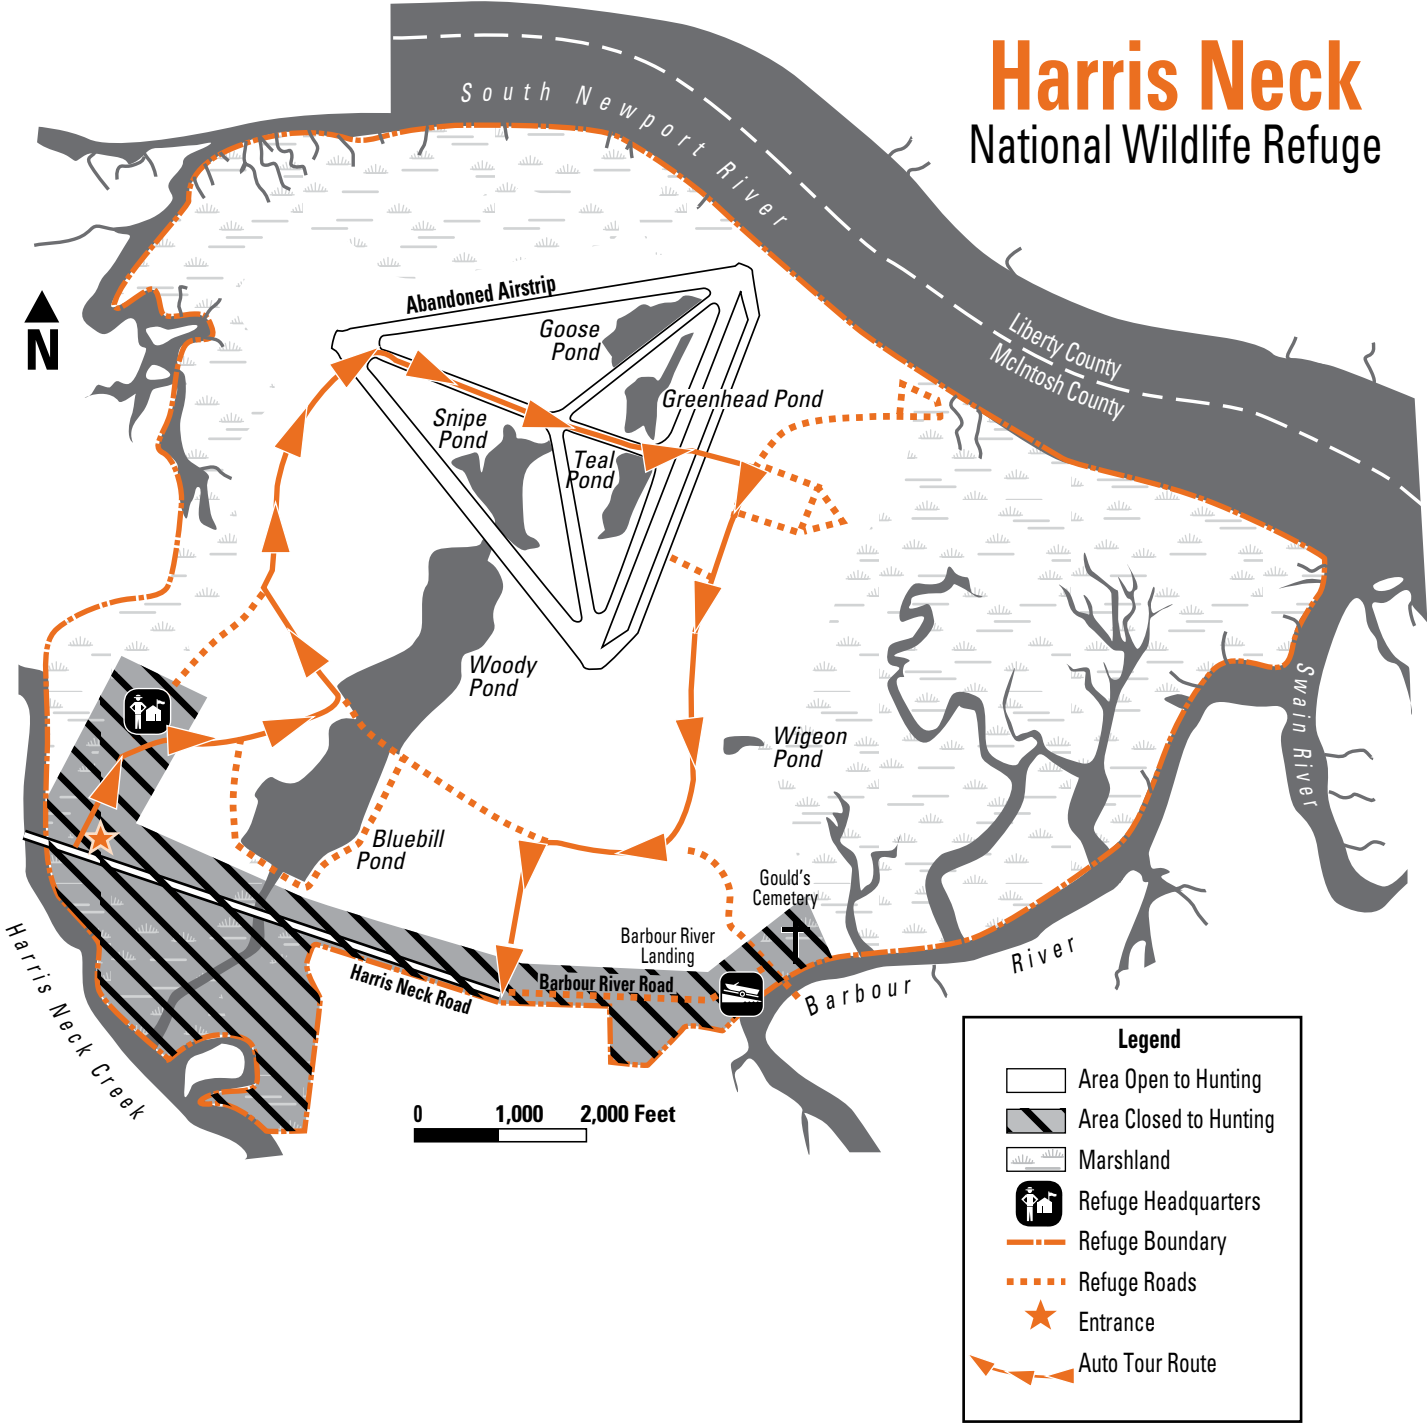 Harris Neck
National Wildlife Refuge
South Newport River
Liberty County
McIntosh County
Abandoned Airstrip
Goose
Pond
Greenhead Pond
Snipe
Pond
Teal
Pond
N
Woody
Pond
Wigeon
Pond
Swain River
Bluebill
Pond
Gould's
Cemetery
Barbour River
Landing
Harris Neck Road
Barbour River Road
Barbour River
Harris Neck Creek
0 1,000 2,000 Feet
Legend
Area Open to Hunting
Area Closed to Hunting
Marshland
Refuge Headquarters
Refuge Boundary
Refuge Roads
Entrance
Auto Tour Route